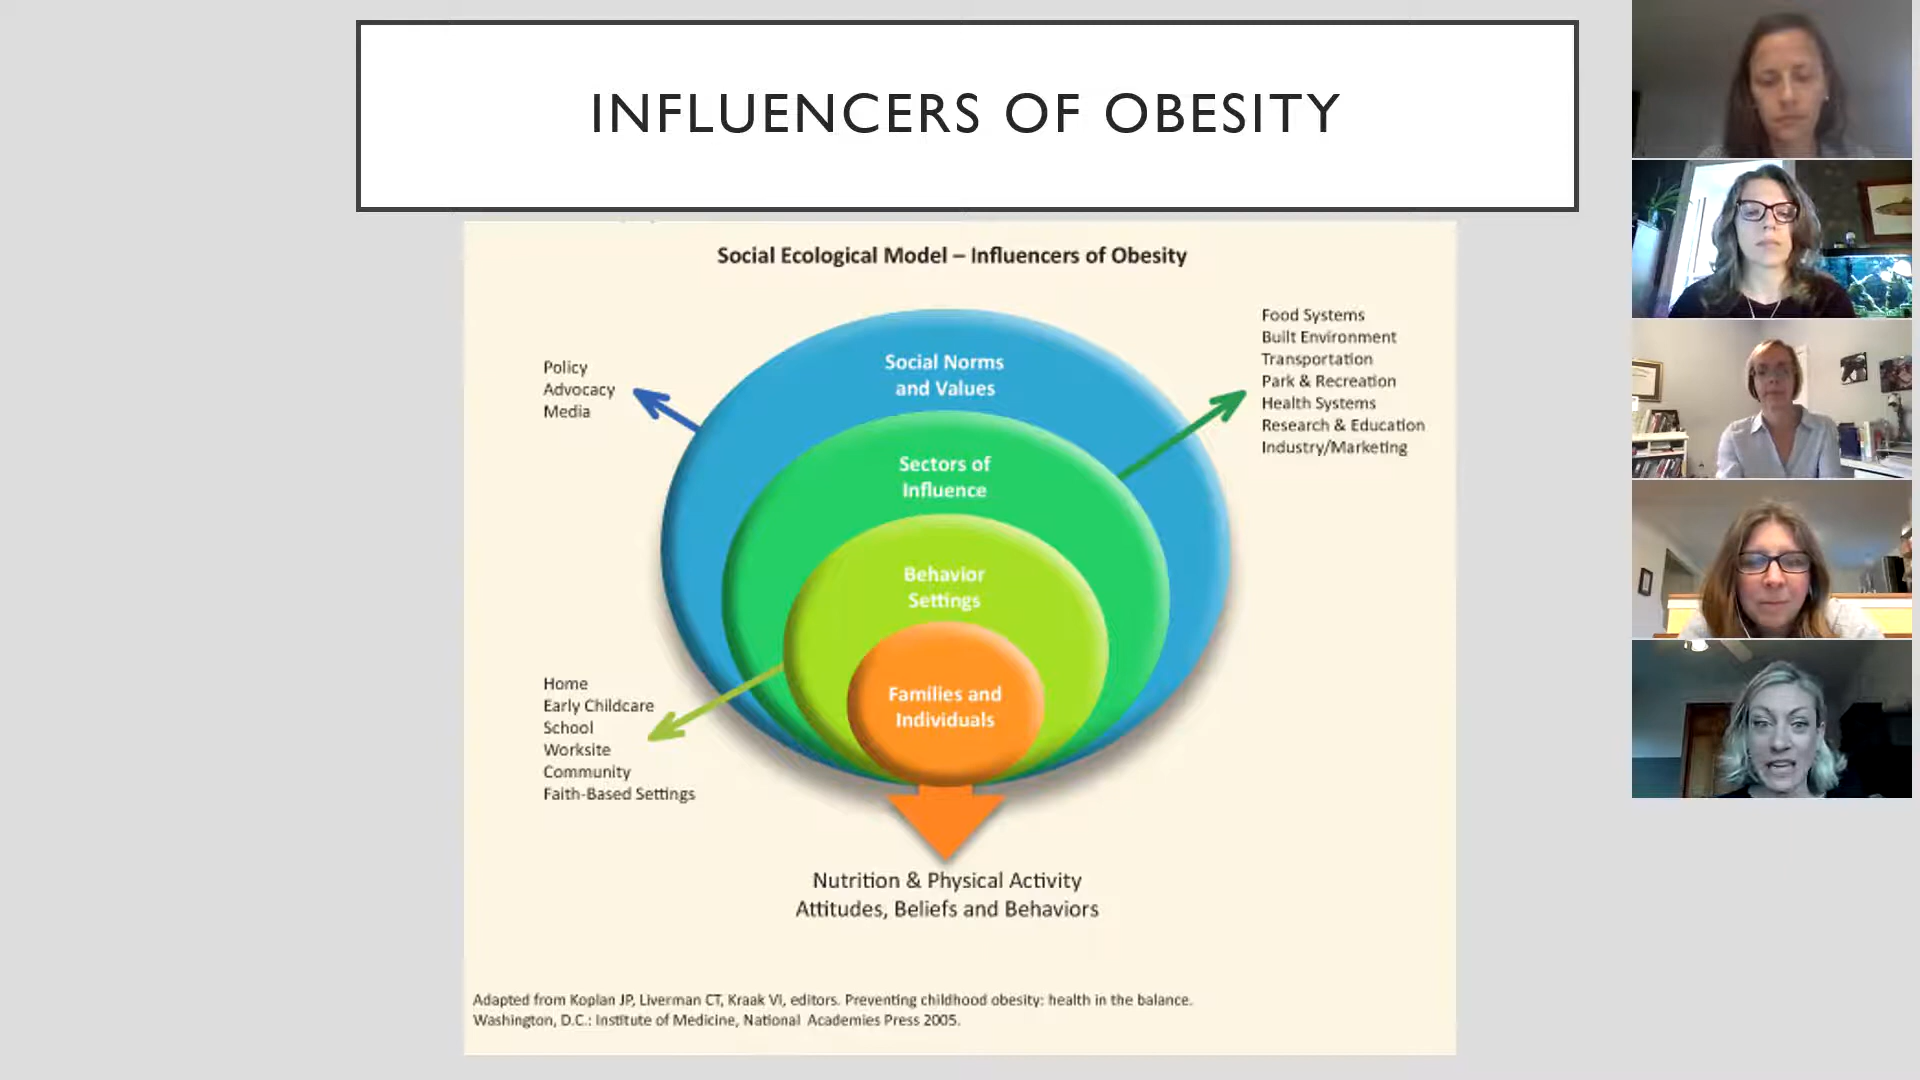 INFLUENCERS OF OBESITY
Social Ecological Model – Influencers of Obesity
Policy
Advocacy
Media
Food Systems
Built Environment
Transportation
Park & Recreation
Health Systems
Research & Education
Industry/Marketing
Social Norms
and Values
Sectors of
Influence
Behavior
Settings
Families and
Individuals
Home
Early Childcare
School
Worksite
Community
Faith-Based Settings
Nutrition & Physical Activity
Attitudes, Beliefs and Behaviors
Adapted from Koplan JP, Liverman CT, Kraak VI, editors. Preventing childhood obesity: health in the balance.
Washington, D.C.: Institute of Medicine, National Academies Press 2005.